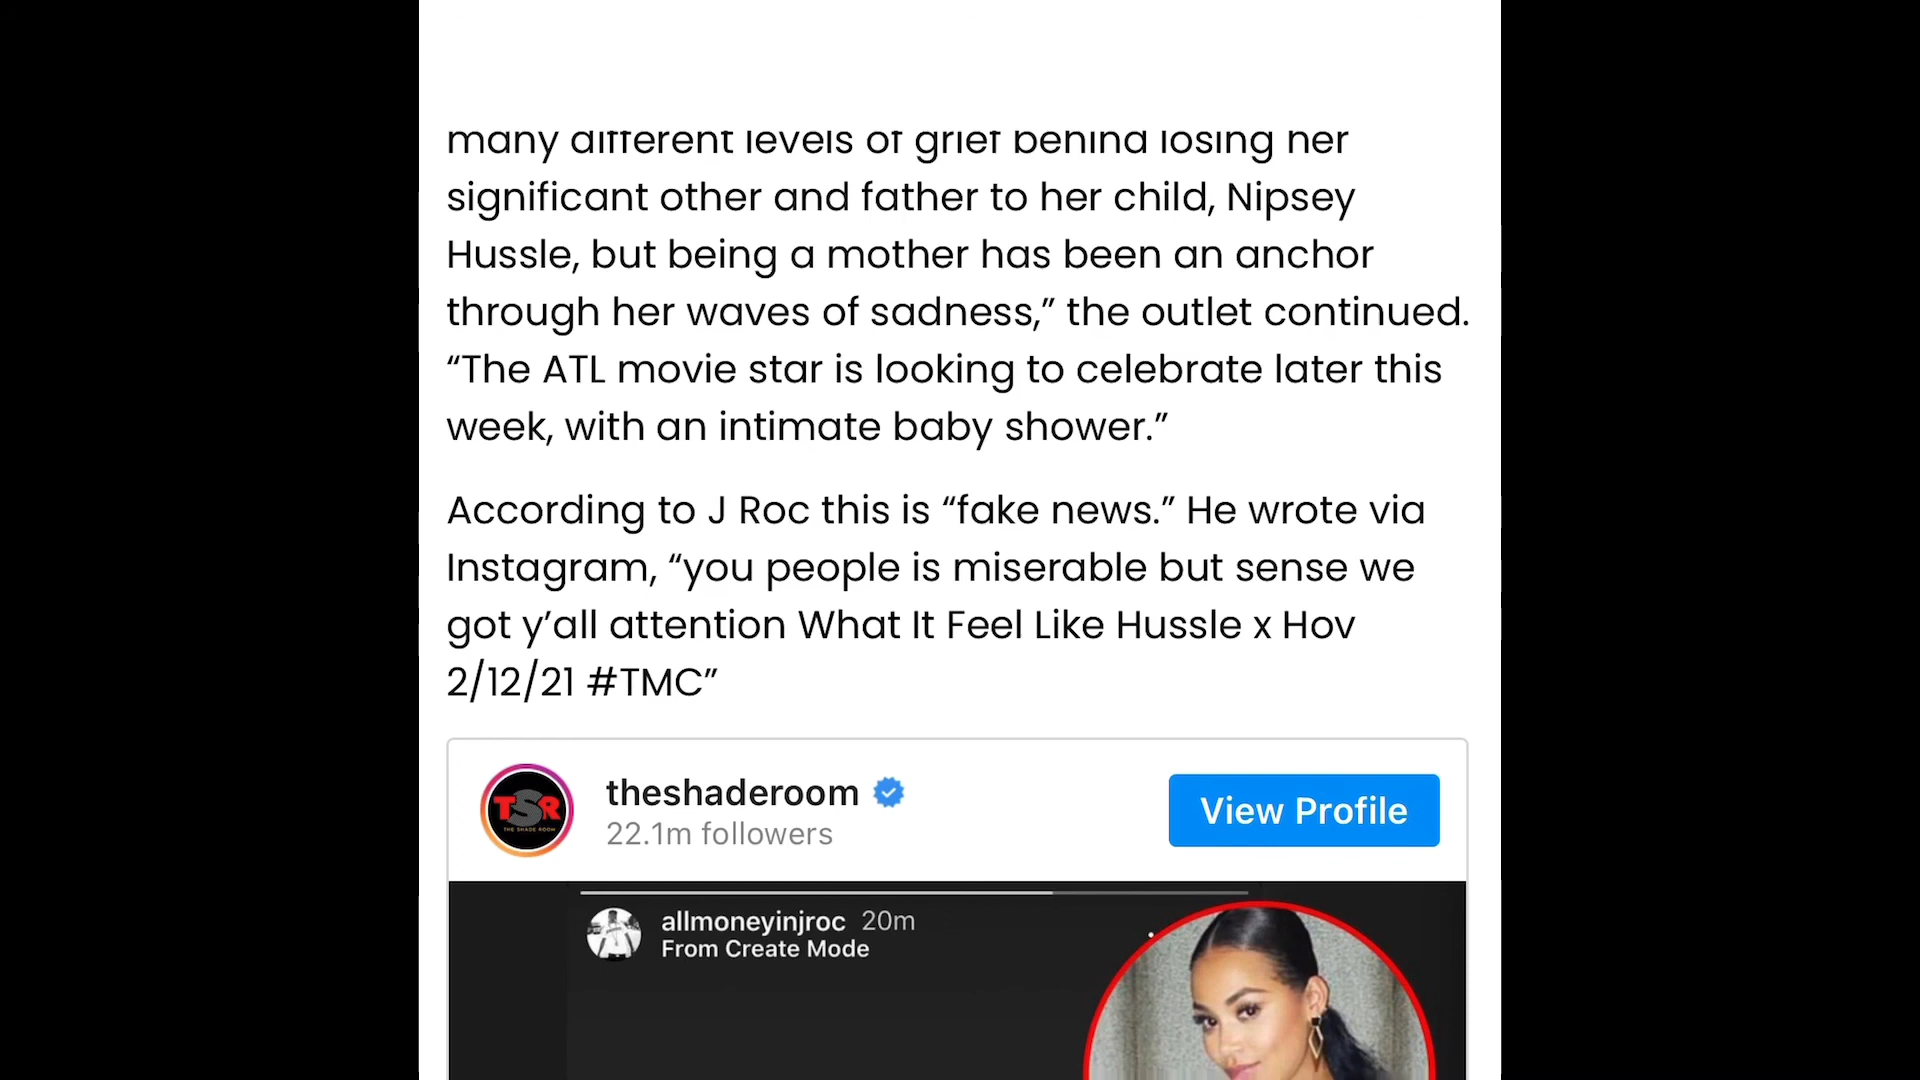 many different levels of grief behind losing her
significant other and father to her child, Nipsey
Hussle, but being a mother has been an anchor
through her waves of sadness,” the outlet continued.
“The ATL movie star is looking to celebrate later this
week, with an intimate baby shower.”
According to J Roc this is “fake news.” He wrote via
Instagram, “you people is miserable but sense we
got y’all attention What It Feel Like Hussle x Hov
2/12/21 #TMC”
TSR
THE SHADE ROOM
theshaderoom
22.1m followers
View Profile
allmoneyinjroc 20m
From Create Mode